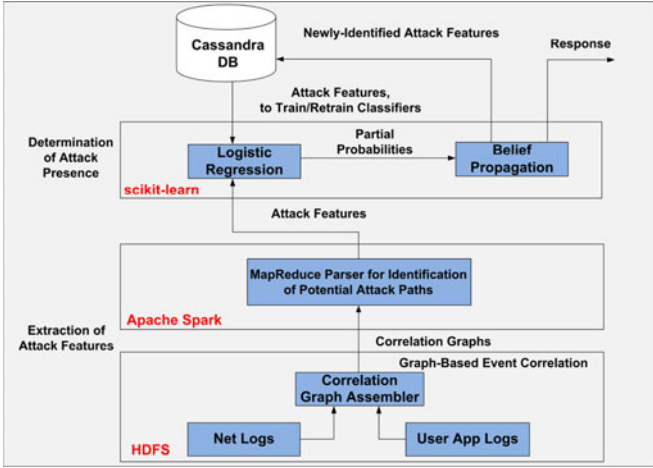 Cassandra
DB
Newly-Identified Attack Features
Response
Attack Features,
to Train/Retrain Classifiers
Determination
of Attack
Presence
Logistic
Regression
Partial
Probabilities
Belief
Propagation
scikit-learn
Attack Features
MapReduce Parser for Identification
of Potential Attack Paths
Apache Spark
Extraction of
Attack Features
Correlation Graphs
Graph-Based Event Correlation
Correlation
Graph Assembler
Net Logs
User App Logs
HDFS